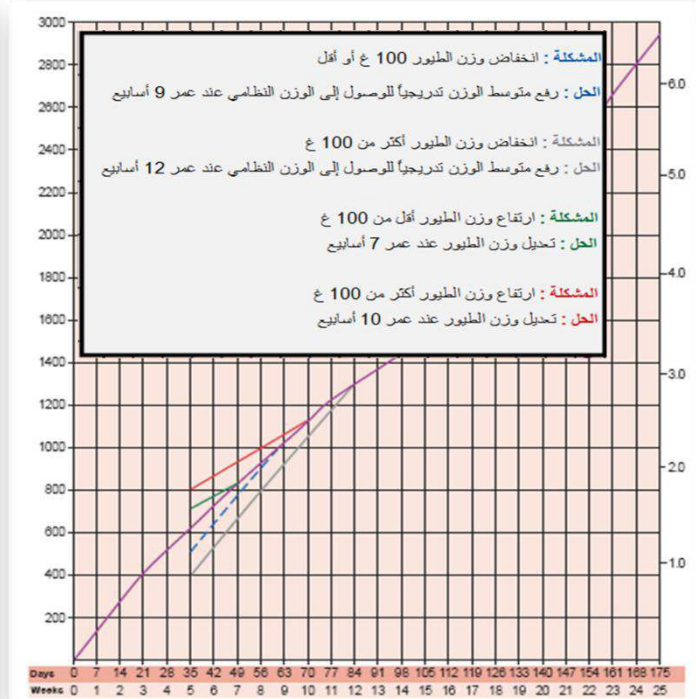 3000
2800
2600
2400
2200
2000
1800
1600
1400
1200
1000
800
600
400
200
المشكلة : انخفاض وزن الطيور 100 غ أو أقل
الحل : رفع متوسط الوزن تدريجياً للوصول إلى الوزن النظامي عند عمر 9 أسابيع
المشكلة : انخفاض وزن الطيور أكثر من 100 غ
الحل : رفع متوسط الوزن تدريجياً للوصول إلى الوزن النظامي عند عمر 12 أسابيع
المشكلة : ارتفاع وزن الطيور أقل من 100 غ
الحل : تعديل وزن الطيور عند عمر 7 أسابيع
المشكلة : ارتفاع وزن الطيور أكثر من 100 غ
الحل : تعديل وزن الطيور عند عمر 10 أسابيع
6.0
5.0
4.0
3.0
2.0
1.0
Days 0 7 14 21 28 35 42 49 56 63 70 77 84 91 98 105 112 119 126 133 140 147 154 161 168 175
Weeks 0 1 2 3 4 5 6 7 8 9 10 11 12 13 14 15 16 17 18 19 20 21 22 23 24 25